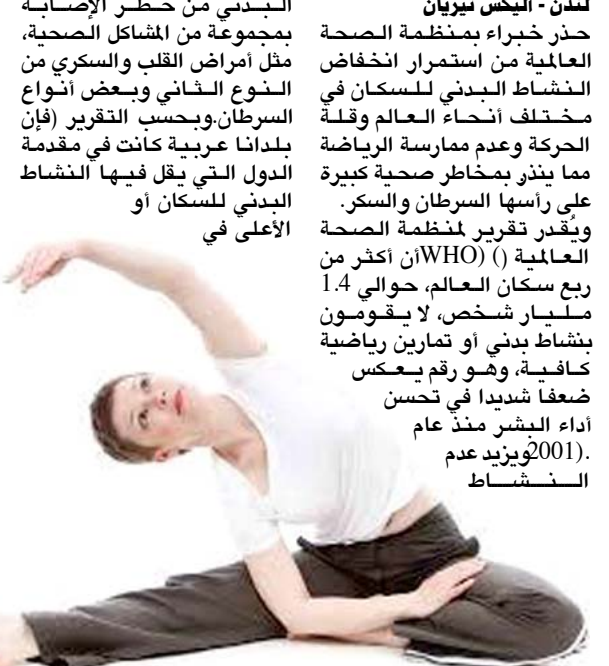 لندن - اليكس تيريان
حذر خبراء بمنظمة الصحة
العالمية من استمرار انخفاض
النشاط البدني للسكان في
مختلف أنحاء العالم وقلة
الحركة وعدم ممارسة الرياضة
مما ينذر بمخاطر صحية كبيرة
على رأسها السرطان والسكر.
ويُقدر تقرير لمنظمة الصحة
العالمية () (WHOأن أكثر من
ربع سكان العالم، حوالي 1.4
مليار شخص، لا يقومون
بنشاط بدني أو تمارين رياضية
كافية، وهو رقم يعكس
ضعفا شديدا في تحسن
أداء البشر منذ عام
.(2001ويزيد عدم
النشاط
البدني من خطر الإصابة
بمجموعة من المشاكل الصحية،
مثل أمراض القلب والسكري من
النوع الثاني وبعض أنواع
السرطان.وبحسب التقرير (فإن
بلدانا عربية كانت في مقدمة
الدول التي يقل فيها النشاط
البدني للسكان أو
الأعلى في